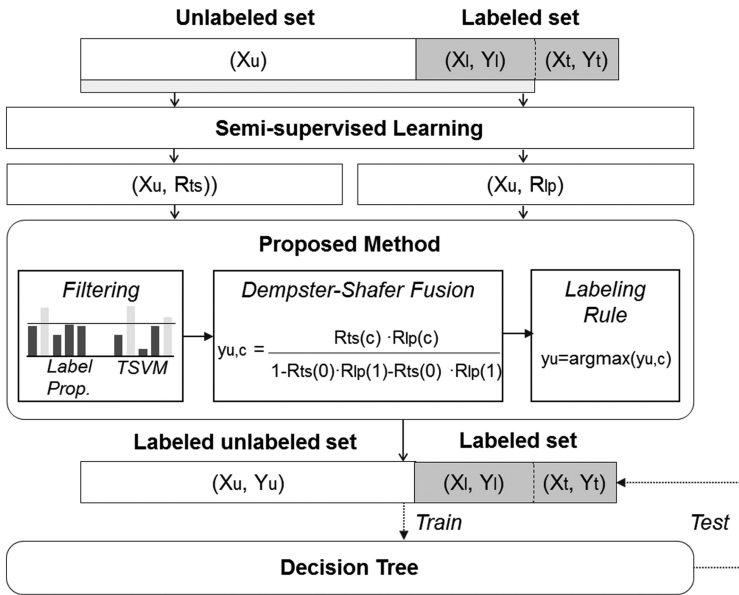 Unlabeled set Labeled set
(Xu) (Xl, Yl) (Xt, Yt)
Semi-supervised Learning
(Xu, Rts)) (Xu, Rlp)
Proposed Method
Filtering
Label
Prop.
TSVM
Dempster-Shafer Fusion
yu,c = Rts(c) ·Rlp(c)
1-Rts(0)·Rlp(1)-Rts(0) ·Rlp(1)
Labeling
Rule
yu=argmax(yu,c)
Labeled unlabeled set Labeled set
(Xu, Yu) (Xl, Yl) (Xt, Yt)
Train Test
Decision Tree